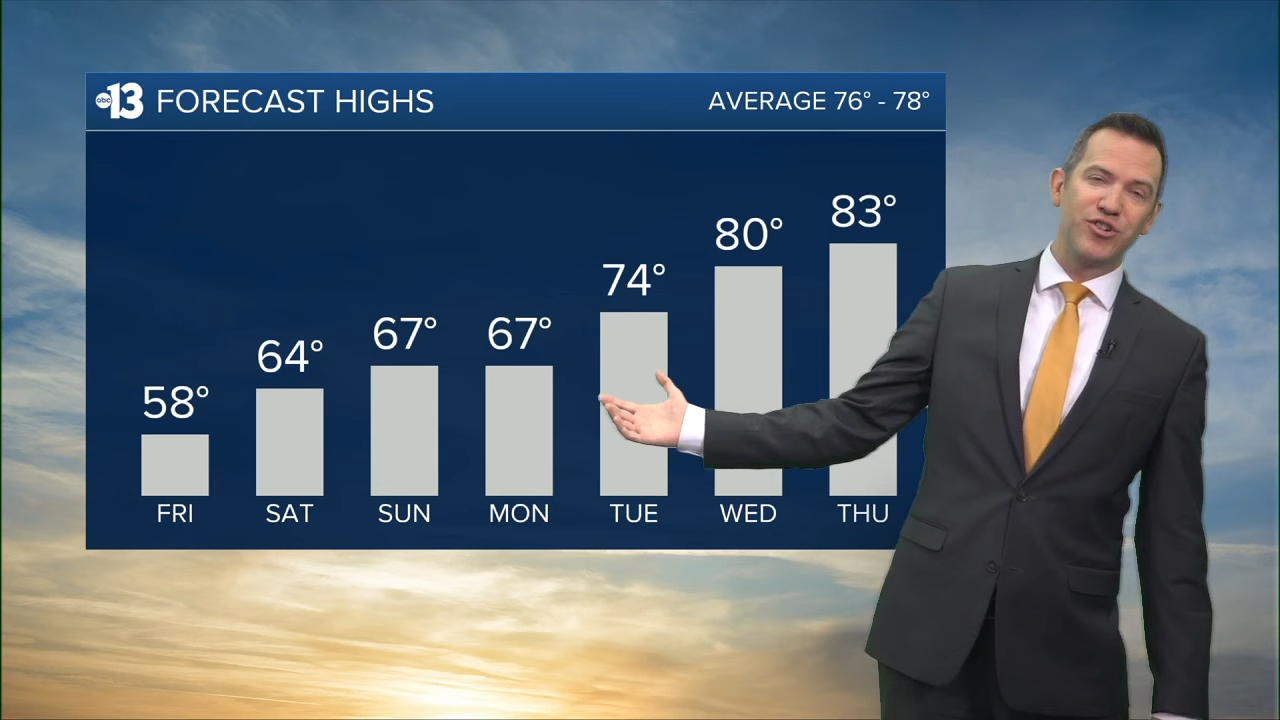 abc 13 FORECAST HIGHS AVERAGE 76° - 78°
58° 64° 67° 67° 74° 80° 83°
FRI SAT SUN MON TUE WED THU